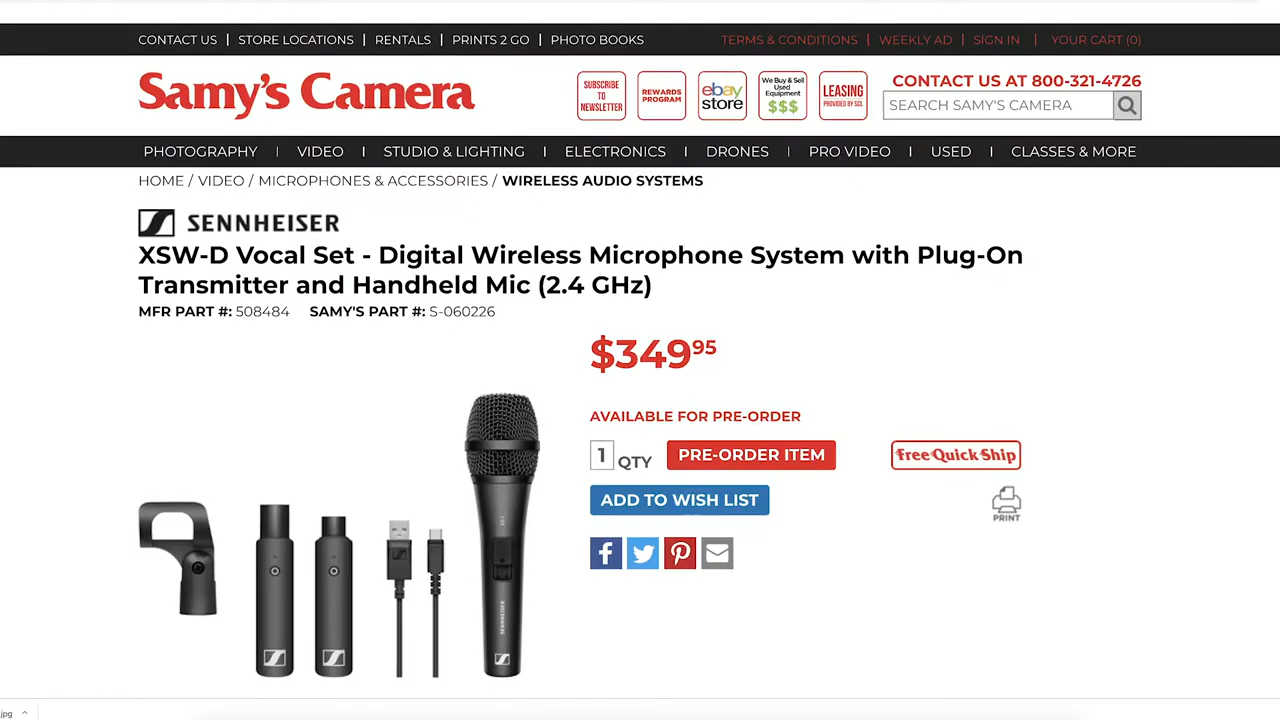 CONTACT US | STORE LOCATIONS | RENTALS | PRINTS 2 GO | PHOTO BOOKS
TERMS & CONDITIONS | WEEKLY AD | SIGN IN | YOUR CART (0)
Samy's Camera
SUBSCRIBE
TO
NEWSLETTER
REWARDS
PROGRAM
ebay
store
We Buy & Sell
Used
Equipment
$$$
LEASING
PROVIDED BY SCL
CONTACT US AT 800-321-4726
SEARCH SAMY'S CAMERA
PHOTOGRAPHY | VIDEO | STUDIO & LIGHTING | ELECTRONICS | DRONES | PRO VIDEO | USED | CLASSES & MORE
HOME / VIDEO / MICROPHONES & ACCESSORIES / WIRELESS AUDIO SYSTEMS
SENNHEISER
XSW-D Vocal Set - Digital Wireless Microphone System with Plug-On
Transmitter and Handheld Mic (2.4 GHz)
MFR PART #: 508484 SAMY'S PART #: S-060226
$349.95
AVAILABLE FOR PRE-ORDER
1 QTY PRE-ORDER ITEM
Free Quick Ship
ADD TO WISH LIST
PRINT
SENNHEISER
.jpg